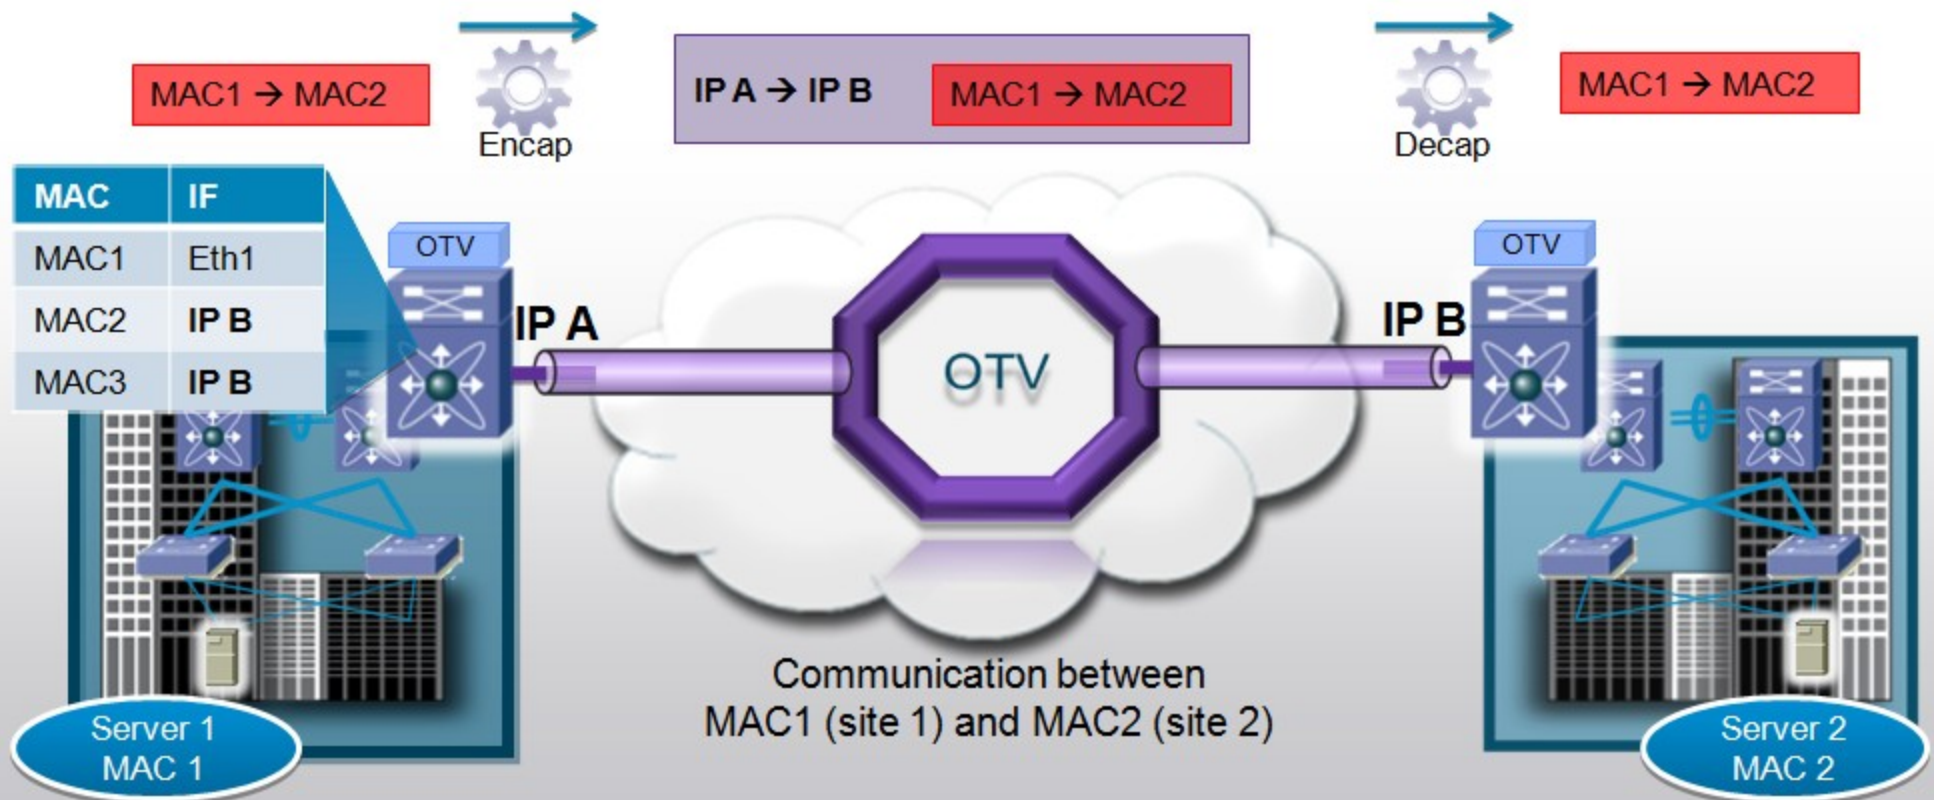 MAC1 → MAC2
Encap
IP A → IP B
MAC1 → MAC2
Decap
MAC1 → MAC2
MAC IF
MAC1 Eth1
MAC2 IP B
MAC3 IP B
OTV
IP A
OTV
IP B
OTV
Communication between
MAC1 (site 1) and MAC2 (site 2)
Server 1
MAC 1
Server 2
MAC 2